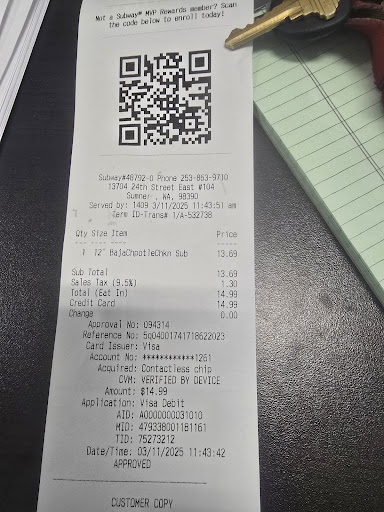 Not a Subway® MVP Rewards member? Scan
the code below to enroll today!
Subway#48792-0 Phone 253-863-9710
13704 24th Street East #104
Sumner , WA, 98390
Served by: 1409 3/11/2025 11:43:51 am
Term ID-Trans# 1/A-532738
Qty Size Item Price
1 12" BajaChpotleChkn Sub 13.69
Sub Total 13.69
Sales Tax (9.5%) 1.30
Total (Eat In) 14.99
Credit Card 14.99
Change 0.00
Approval No: 094314
Reference No: 5004001741718622023
Card Issuer: Visa
Account No: ************1261
Acquired: Contactless chip
CVM: VERIFIED BY DEVICE
Amount: $14.99
Application: Visa Debit
AID: A0000000031010
MID: 479338001181161
TID: 75273212
Date/Time: 03/11/2025 11:43:42
APPROVED
CUSTOMER COPY